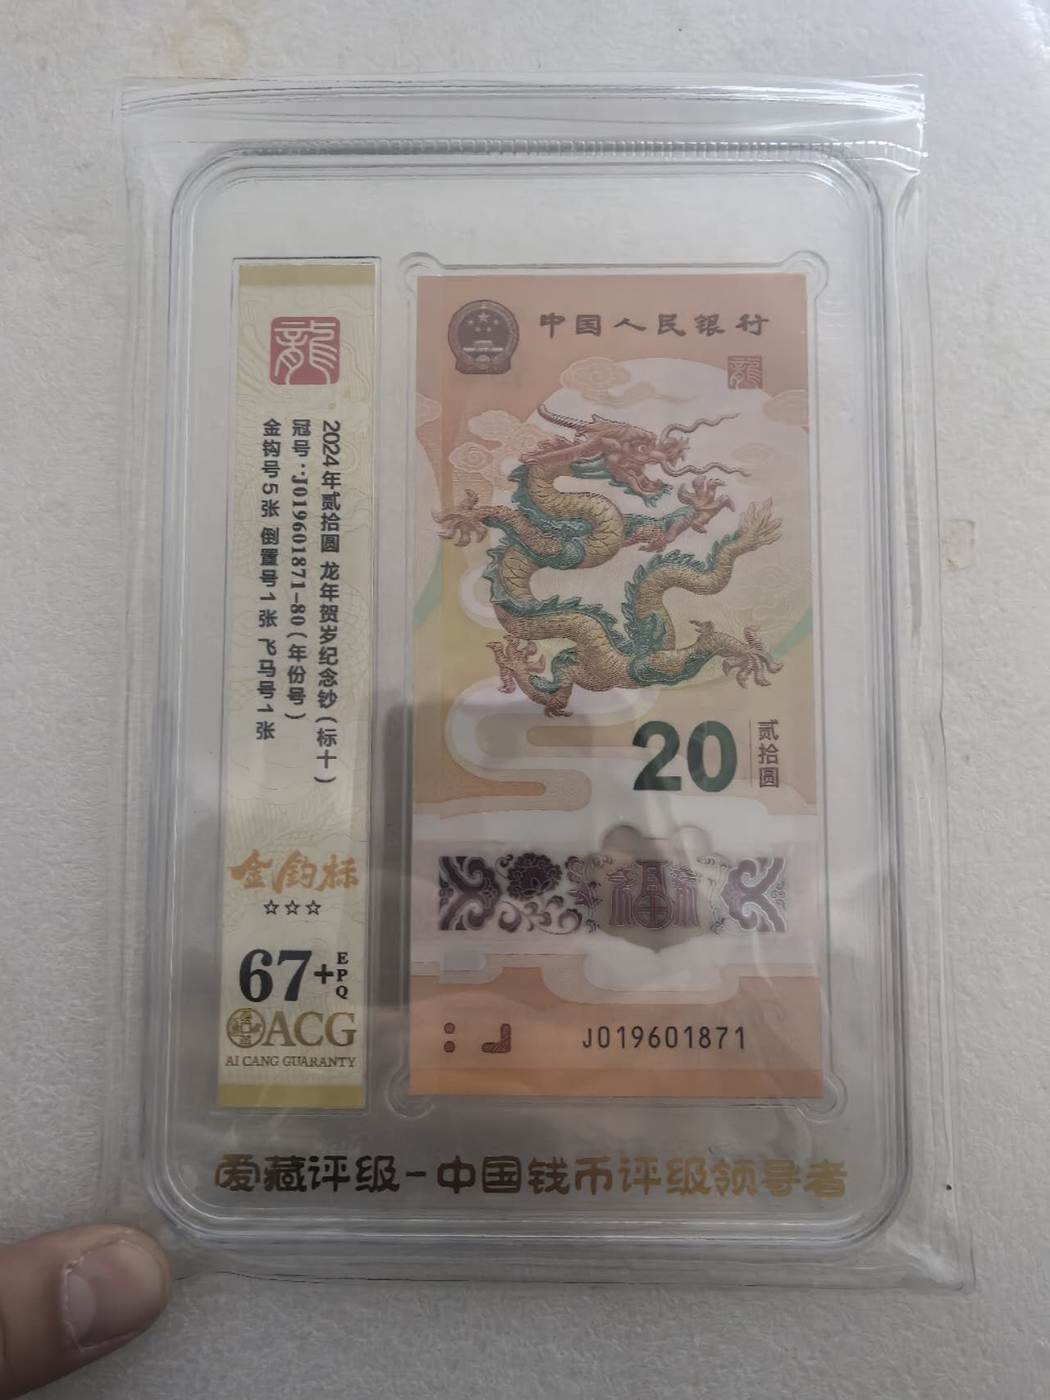 龍
2024年贰拾圆 龙年贺岁纪念钞(标十)
冠号:J019601871-80(年份号)
金钩号5张 倒置号1张 飞马号1张
金钩标
☆☆☆
67+
EPQ
ACG
AI CANG GUARANTY
中国人民银行
龍
20
贰拾圆
福
J019601871
爱藏评级-中国钱币评级领导者